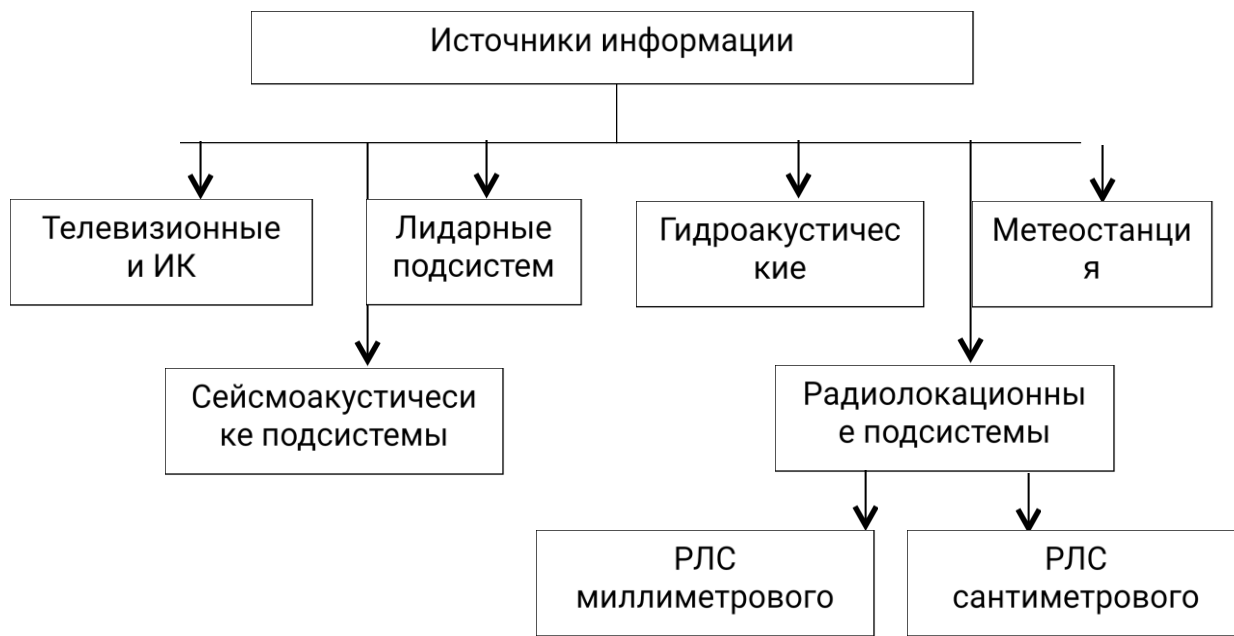 Источники информации
Телевизионные
и ИК
Лидарные
подсистем
Гидроакустичес
кие
Метеостанци
я
Сейсмоакустичеси
ке подсистемы
Радиолокационны
е подсистемы
РЛС
миллиметрового
РЛС
сантиметрового